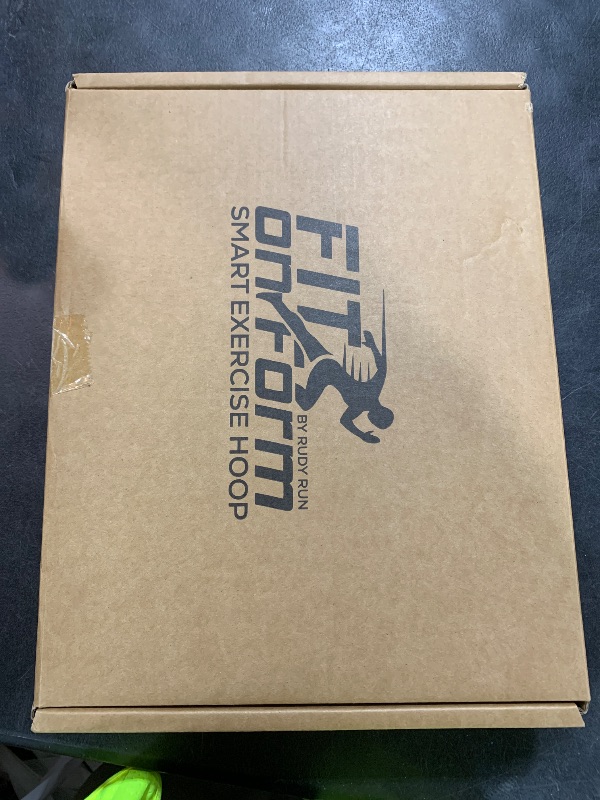 FIT
BY RUDY RUN
onForm
SMART EXERCISE HOOP